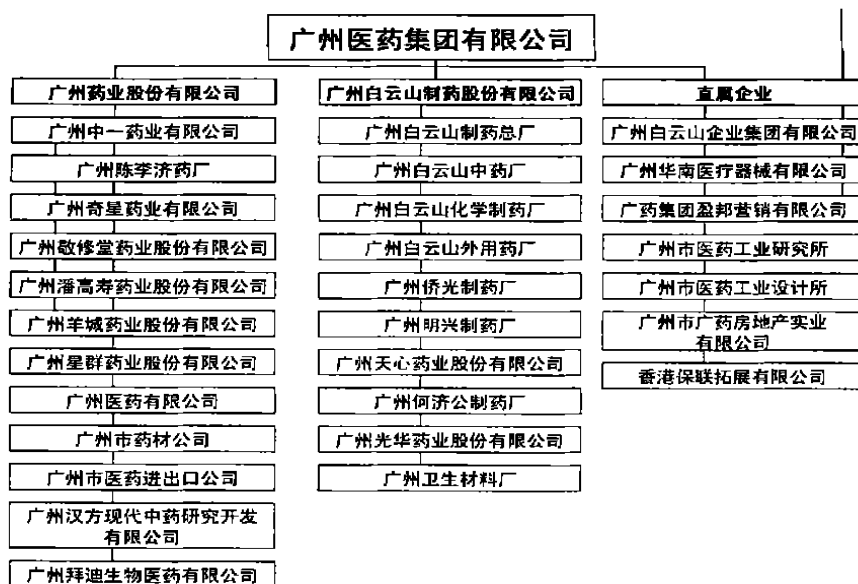 广州医药集团有限公司
广州药业股份有限公司
广州中一药业有限公司
广州陈李济药厂
广州奇星药业有限公司
广州敬修堂药业股份有限公司
广州潘高寿药业股份有限公司
广州羊城药业股份有限公司
广州星群药业股份有限公司
广州医药有限公司
广州市药材公司
广州市医药进出口公司
广州汉方现代中药研究开发
有限公司
广州拜迪生物医药有限公司
广州白云山制药股份有限公司
广州白云山制药总厂
广州白云山中药厂
广州白云山化学制药厂
广州白云山外用药厂
广州侨光制药厂
广州明兴制药厂
广州天心药业股份有限公司
广州何济公制药厂
广州光华药业股份有限公司
广州卫生材料厂
直属企业
广州白云山企业集团有限公司
广州华南医疗器械有限公司
广药集团盈邦营销有限公司
广州市医药工业研究所
广州市医药工业设计所
广州市广药房地产实业
有限公司
香港保联拓展有限公司